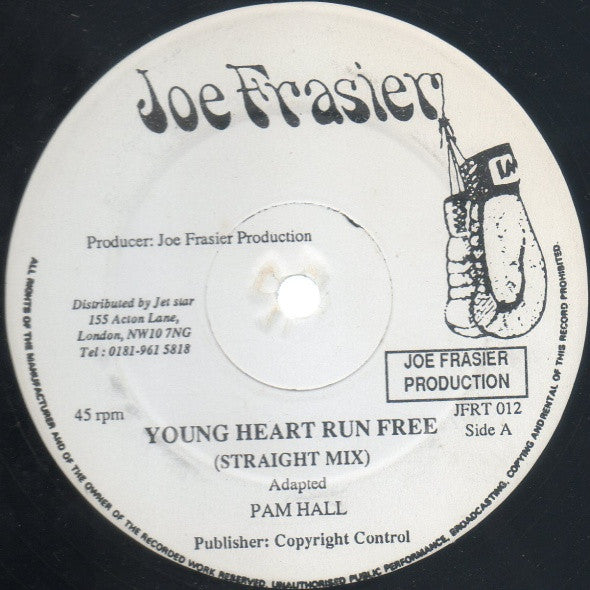 Joe Frasier
Producer: Joe Frasier Production
Distributed by Jet star
155 Acton Lane,
London, NW10 7NG
Tel : 0181-961 5818
JOE FRASIER
PRODUCTION
45 rpm
JFRT 012
Side A
YOUNG HEART RUN FREE
(STRAIGHT MIX)
Adapted
PAM HALL
Publisher: Copyright Control
ALL RIGHTS OF THE MANUFACTURER AND OF THE OWNER OF THE RECORDED WORK RESERVED. UNAUTHORISED PUBLIC PERFORMANCE, BROADCASTING, COPYING ANDRENTAL OF THIS RECORD PROHIBITED.